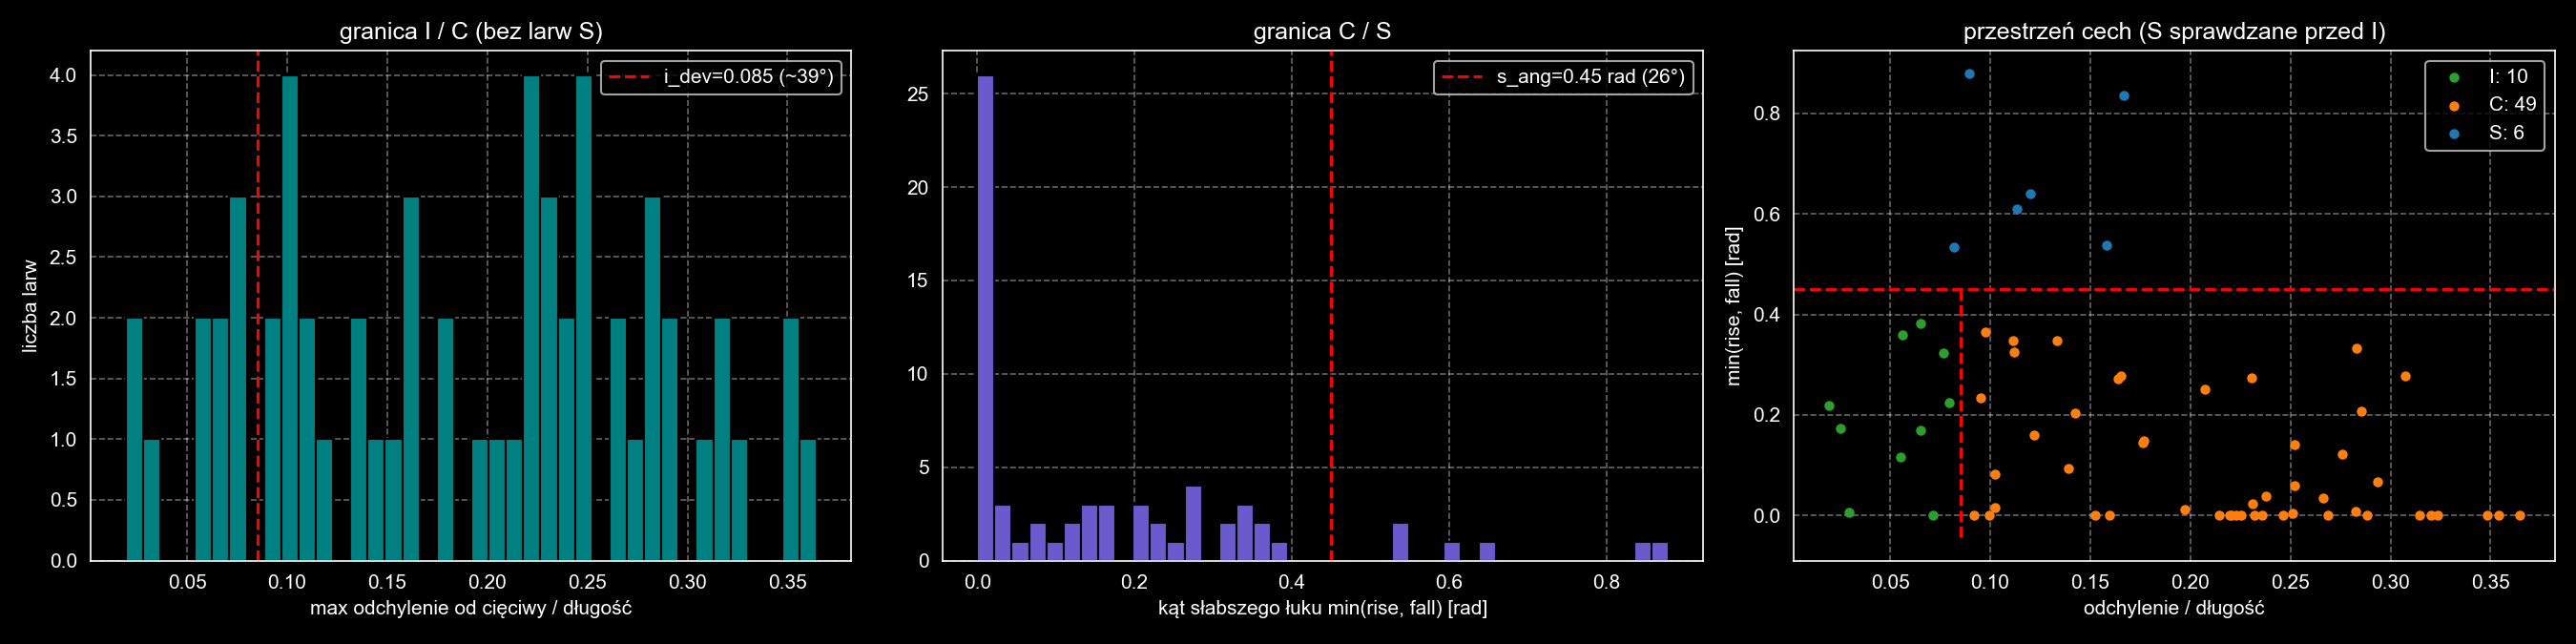 granica I / C (bez larw S)
i_dev=0.085 (~39°)
4.0
3.5
3.0
2.5
2.0
1.5
1.0
0.5
0.0
liczba larw
0.05 0.10 0.15 0.20 0.25 0.30 0.35
max odchylenie od cięciwy / długość
granica C / S
s_ang=0.45 rad (26°)
25
20
15
10
5
0
0.0 0.2 0.4 0.6 0.8
kąt słabszego łuku min(rise, fall) [rad]
przestrzeń cech (S sprawdzane przed I)
I: 10
C: 49
S: 6
0.8
0.6
0.4
0.2
0.0
min(rise, fall) [rad]
0.05 0.10 0.15 0.20 0.25 0.30 0.35
odchylenie / długość